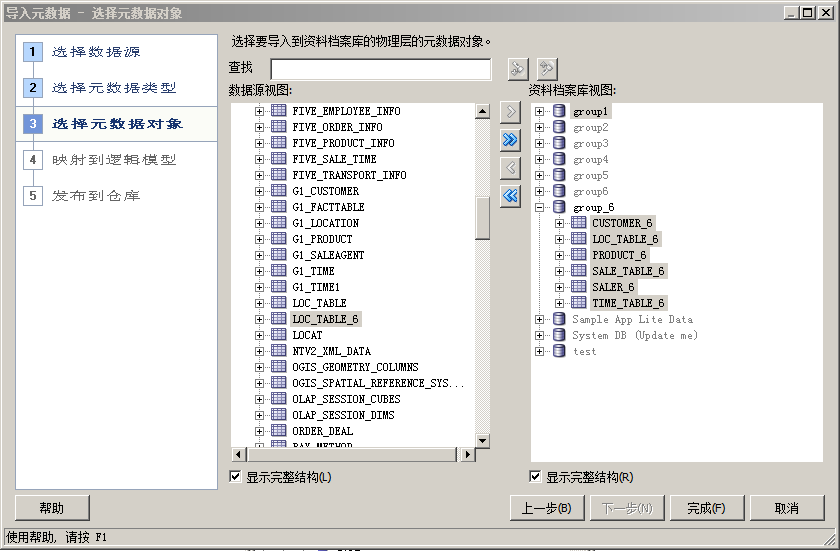 导入元数据 - 选择元数据对象
1 选择数据源
2 选择元数据类型
3 选择元数据对象
4 映射到逻辑模型
5 发布到仓库
选择要导入到资料档案库的物理层的元数据对象。
查找
数据源视图:
FIVE_EMPLOYEE_INFO
FIVE_ORDER_INFO
FIVE_PRODUCT_INFO
FIVE_SALE_TIME
FIVE_TRANSPORT_INFO
G1_CUSTOMER
G1_FACTTABLE
G1_LOCATION
G1_PRODUCT
G1_SALEAGENT
G1_TIME
G1_TIME1
LOC_TABLE
LOC_TABLE_6
LOCAT
NTV2_XML_DATA
OGIS_GEOMETRY_COLUMNS
OGIS_SPATIAL_REFERENCE_SYS...
OLAP_SESSION_CUBES
OLAP_SESSION_DIMS
ORDER_DEAL
PAY_METHOD
显示完整结构(L)
资料档案库视图:
group1
group2
group3
group4
group5
group6
group_6
CUSTOMER_6
LOC_TABLE_6
PRODUCT_6
SALE_TABLE_6
SALER_6
TIME_TABLE_6
Sample App Lite Data
System DB (Update me)
test
显示完整结构(R)
帮助
上一步(B)
下一步(N)
完成(F)
取消
使用帮助, 请按 F1